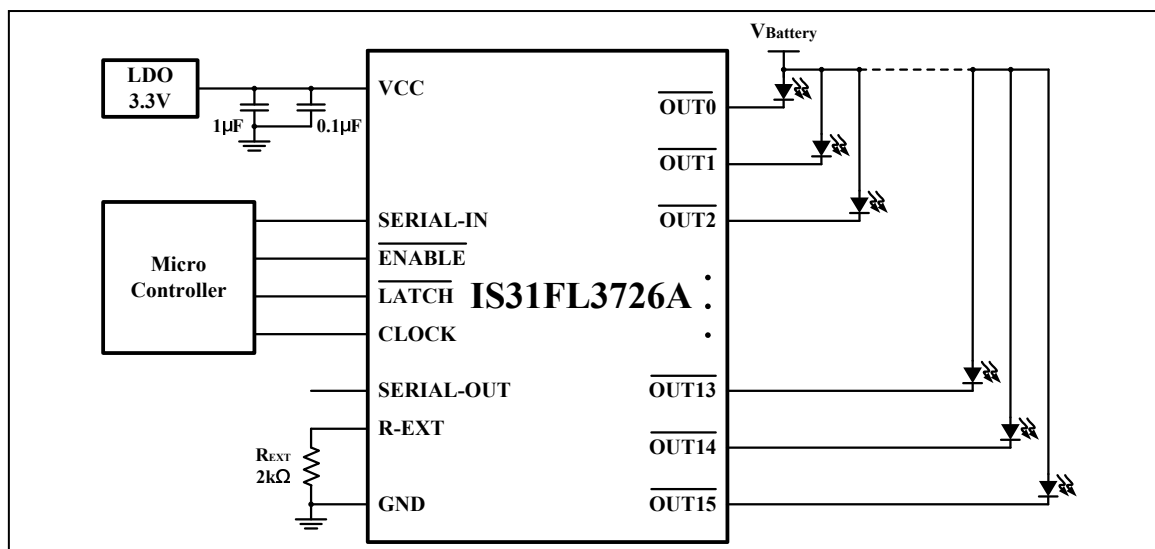 LDO
3.3V
1µF
0.1µF
VCC
VBattery
OUT0
OUT1
OUT2
Micro
Controller
SERIAL-IN
ENABLE
LATCH
CLOCK
IS31FL3726A
SERIAL-OUT
R-EXT
REXT
2kΩ
GND
OUT13
OUT14
OUT15